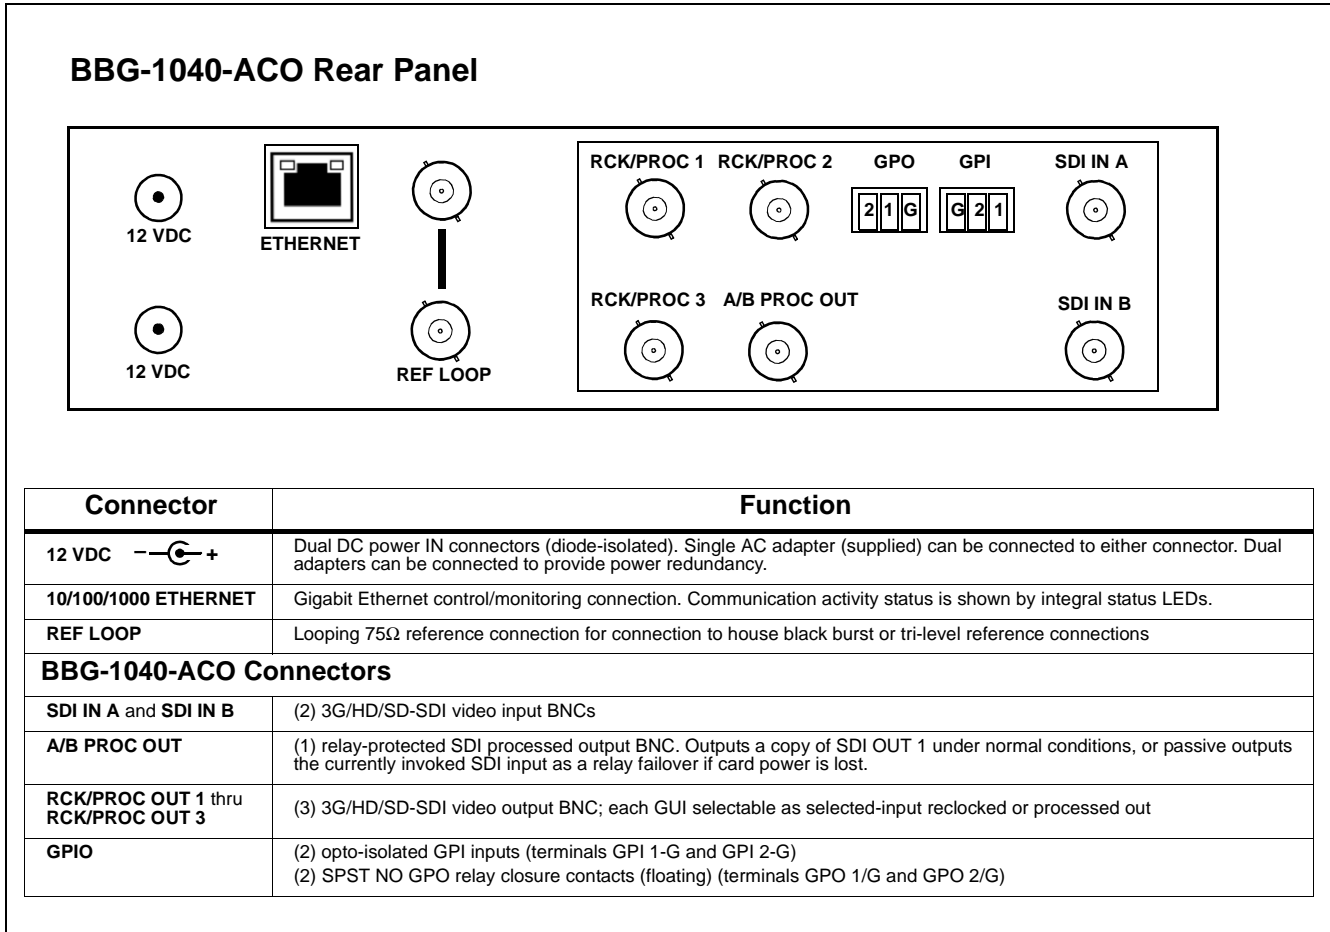 BBG-1040-ACO Rear Panel
RCK/PROC 1 RCK/PROC 2 GPO GPI SDI IN A
2 1 G G 2 1
12 VDC
ETHERNET
RCK/PROC 3 A/B PROC OUT SDI IN B
12 VDC
REF LOOP
Connector Function
12 VDC – + Dual DC power IN connectors (diode-isolated). Single AC adapter (supplied) can be connected to either connector. Dual
adapters can be connected to provide power redundancy.
10/100/1000 ETHERNET Gigabit Ethernet control/monitoring connection. Communication activity status is shown by integral status LEDs.
REF LOOP Looping 75Ω reference connection for connection to house black burst or tri-level reference connections
BBG-1040-ACO Connectors
SDI IN A and SDI IN B (2) 3G/HD/SD-SDI video input BNCs
A/B PROC OUT (1) relay-protected SDI processed output BNC. Outputs a copy of SDI OUT 1 under normal conditions, or passive outputs
the currently invoked SDI input as a relay failover if card power is lost.
RCK/PROC OUT 1 thru
RCK/PROC OUT 3 (3) 3G/HD/SD-SDI video output BNC; each GUI selectable as selected-input reclocked or processed out
GPIO (2) opto-isolated GPI inputs (terminals GPI 1-G and GPI 2-G)
(2) SPST NO GPO relay closure contacts (floating) (terminals GPO 1/G and GPO 2/G)